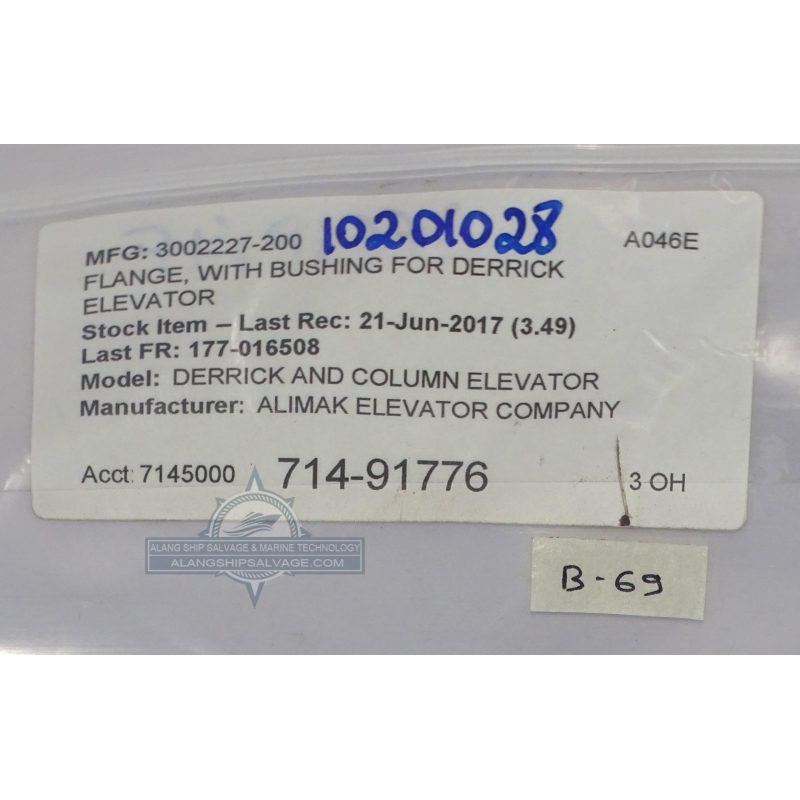 MFG: 3002227-200 10201028 A046E
FLANGE, WITH BUSHING FOR DERRICK
ELEVATOR
Stock Item – Last Rec: 21-Jun-2017 (3.49)
Last FR: 177-016508
Model: DERRICK AND COLUMN ELEVATOR
Manufacturer: ALIMAK ELEVATOR COMPANY
Acct: 7145000 714-91776 3 OH
ALANG SHIP SALVAGE & MARINE TECHNOLOGY
ALANGSHIPSALVAGE.COM
B-69